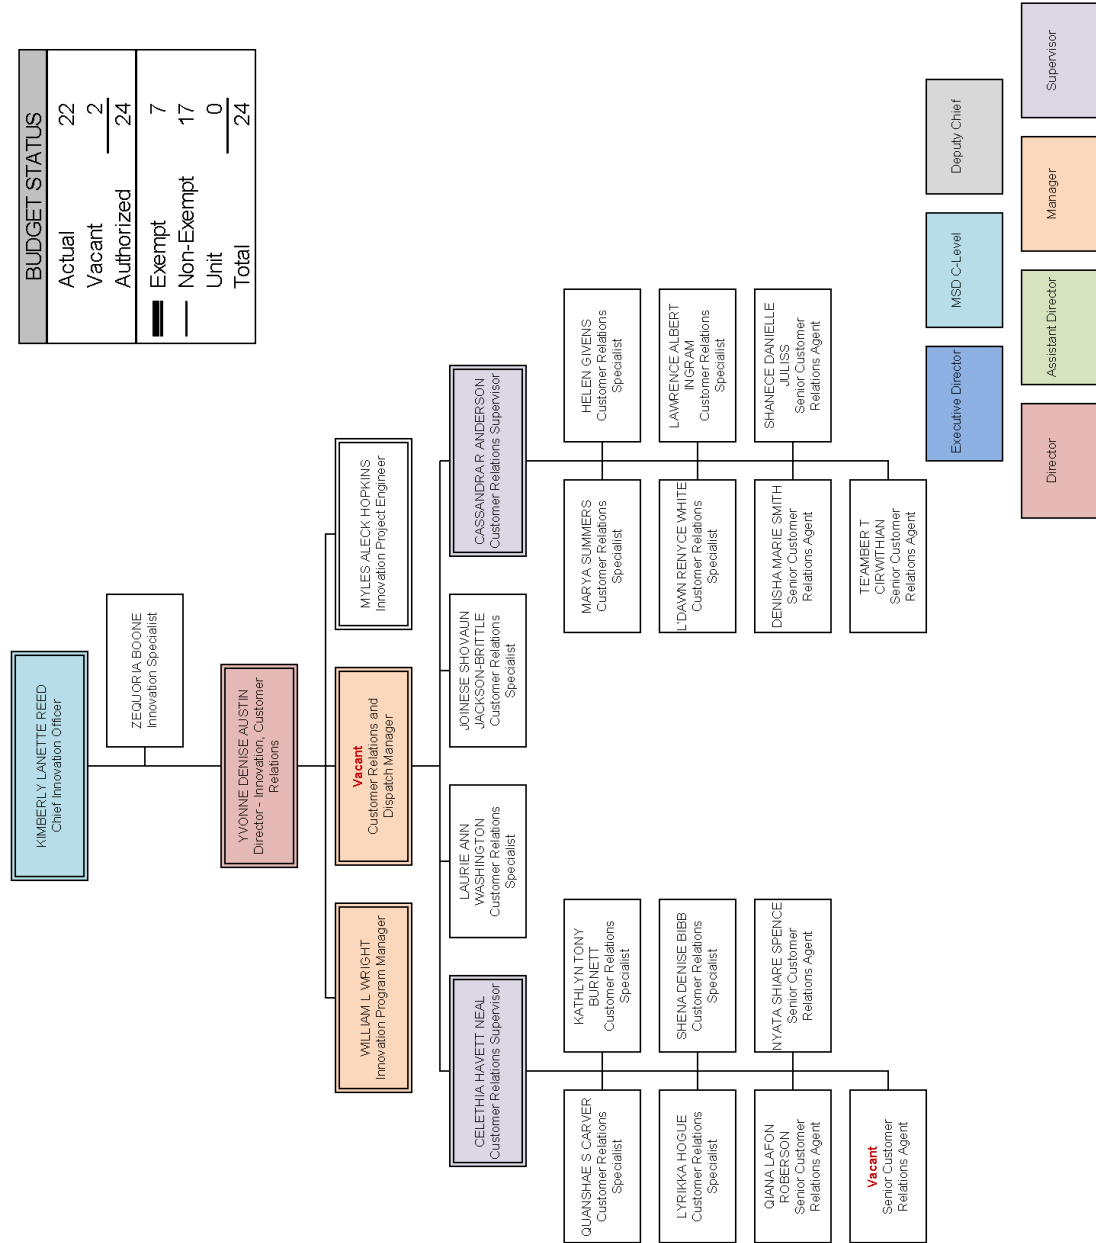 BUDGET STATUS
Actual 22
Vacant 2
Authorized 24
Exempt 7
Non-Exempt 17
Unit 0
Total 24
KIMBERLY LANETTE REED
Chief Innovation Officer
ZEQUORIA BOONE
Innovation Specialist
YVONNE DENISE AUSTIN
Director - Innovation, Customer
Relations
WILLIAM L WRIGHT
Innovation Program Manager
Vacant
Customer Relations and
Dispatch Manager
MYLES ALECK HOPKINS
Innovation Project Engineer
CELETHIA HAVETT NEAL
Customer Relations Supervisor
LAURIE ANN
WASHINGTON
Customer Relations
Specialist
JOINESE SHOVAUN
JACKSON-BRITTLE
Customer Relations
Specialist
CASSANDRA R ANDERSON
Customer Relations Supervisor
QUANSHAE S CARVER
Customer Relations
Specialist
KATHLYN TONY
BURNETT
Customer Relations
Specialist
LYRIKKA HOGUE
Customer Relations
Specialist
SHENA DENISE BIBB
Customer Relations
Specialist
QIANA LAFON
ROBERSON
Senior Customer
Relations Agent
NYATA SHIARE SPENCE
Senior Customer
Relations Agent
Vacant
Senior Customer
Relations Agent
MARYA SUMMERS
Customer Relations
Specialist
HELEN GIVENS
Customer Relations
Specialist
L'DAWN RENYCE WHITE
Customer Relations
Specialist
LAWRENCE ALBERT
INGRAM
Customer Relations
Specialist
DENISHA MARIE SMITH
Senior Customer
Relations Agent
SHANECE DANIELLE
JULISS
Senior Customer
Relations Agent
TE'AMBER T
CIRWITHIAN
Senior Customer
Relations Agent
Executive Director
MSD C-Level
Deputy Chief
Director
Assistant Director
Manager
Supervisor